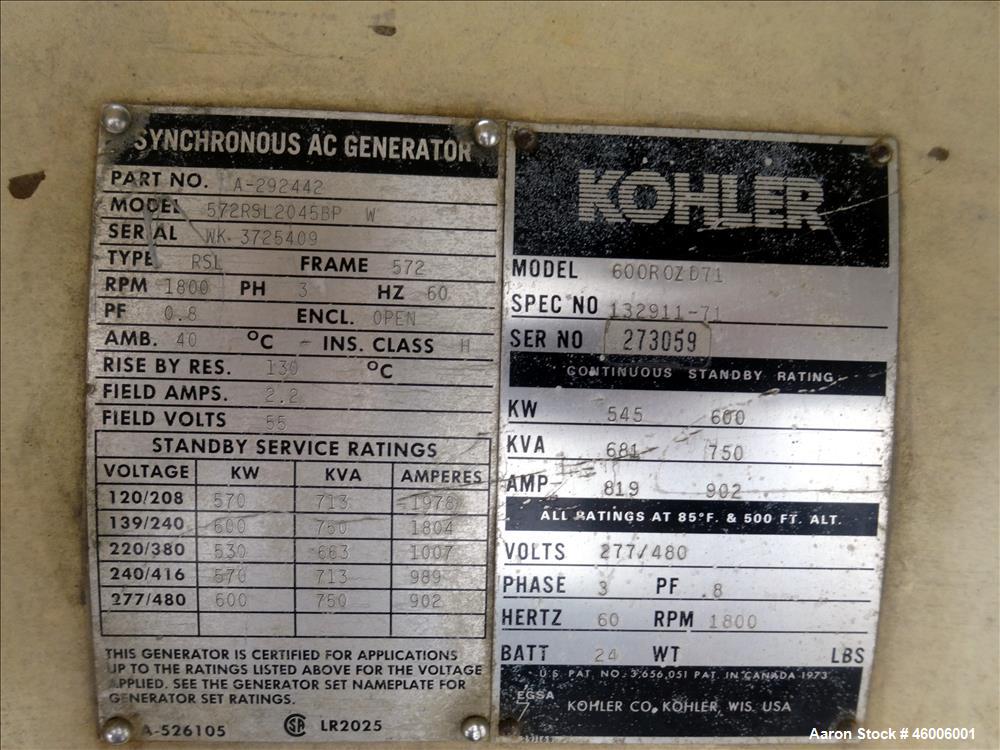 SYNCHRONOUS AC GENERATOR
PART NO. A-292442
MODEL 572RSL2045BP W
SERIAL WK 3725409
TYPE RSL FRAME 572
RPM 1800 PH 3 HZ 60
PF 0.8 ENCL. OPEN
AMB. 40 °C - INS. CLASS H
RISE BY RES. 130 °C
FIELD AMPS. 2.2
FIELD VOLTS 55
STANDBY SERVICE RATINGS
VOLTAGE KW KVA AMPERES
120/208 570 713 1978
139/240 600 750 1804
220/380 530 663 1007
240/416 570 713 989
277/480 600 750 902
THIS GENERATOR IS CERTIFIED FOR APPLICATIONS
UP TO THE RATINGS LISTED ABOVE FOR THE VOLTAGE
APPLIED. SEE THE GENERATOR SET NAMEPLATE FOR
GENERATOR SET RATINGS.
A-526105 SA LR2025
KOHLER
MODEL 600ROZD71
SPEC NO 132911-71
SER NO 273059
CONTINUOUS STANDBY RATING
KW 545 600
KVA 681 750
AMP 819 902
ALL RATINGS AT 85°F. & 500 FT. ALT.
VOLTS 277/480
PHASE 3 PF .8
HERTZ 60 RPM 1800
BATT 24 WT LBS
U.S. PAT. NO. 3,656,051 PAT. IN CANADA 1973
EGSA
7 KOHLER CO. KOHLER, WIS. USA
Aaron Stock # 46006001